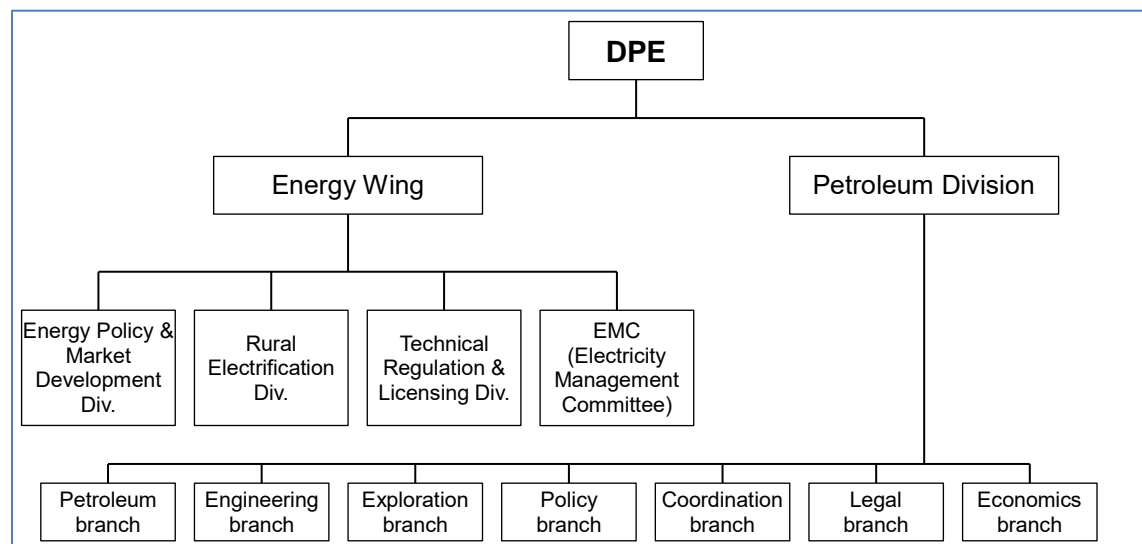 DPE
Energy Wing
Petroleum Division
Energy Policy &
Market
Development
Div.
Rural
Electrification
Div.
Technical
Regulation &
Licensing Div.
EMC
(Electricity
Management
Committee)
Petroleum
branch
Engineering
branch
Exploration
branch
Policy
branch
Coordination
branch
Legal
branch
Economics
branch